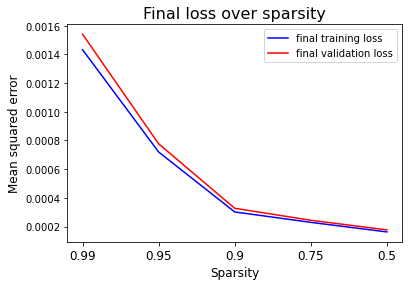 Final loss over sparsity
final training loss
final validation loss
Mean squared error
0.0016
0.0014
0.0012
0.0010
0.0008
0.0006
0.0004
0.0002
0.99 0.95 0.9 0.75 0.5
Sparsity